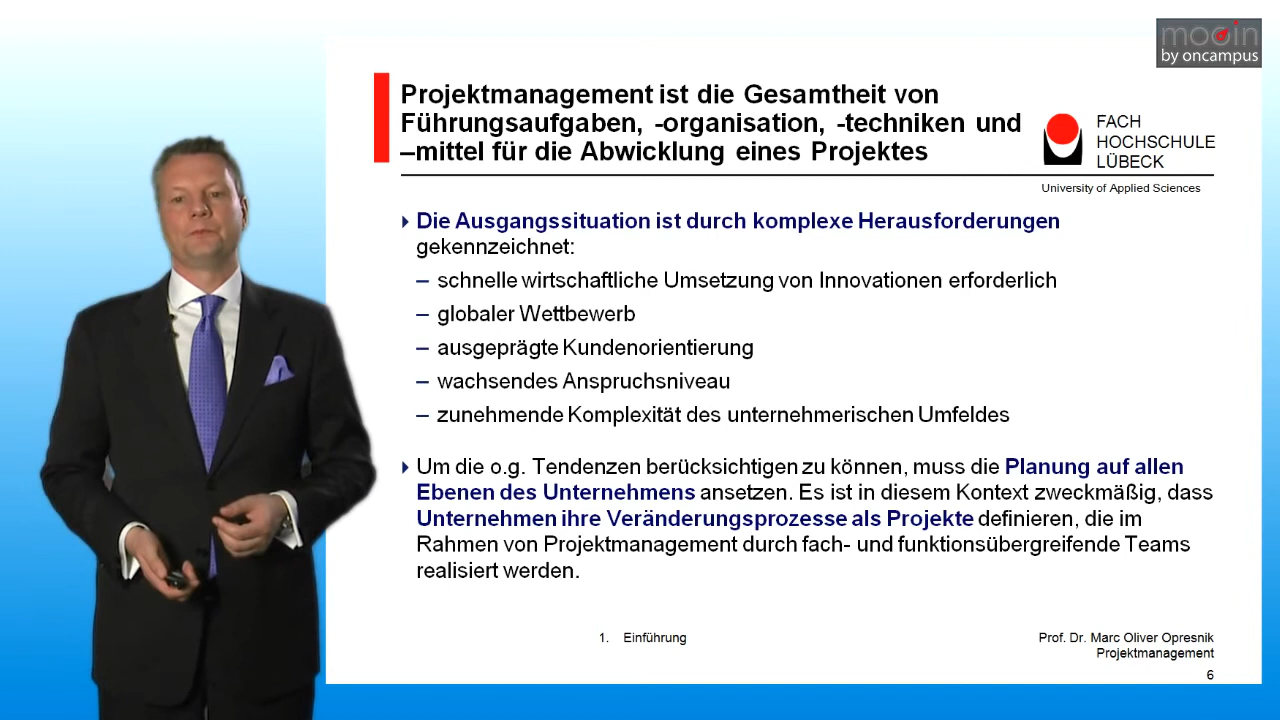 mooin
by oncampus
Projektmanagement ist die Gesamtheit von
Führungsaufgaben, -organisation, -techniken und
–mittel für die Abwicklung eines Projektes
FACH
HOCHSCHULE
LÜBECK
University of Applied Sciences
Die Ausgangssituation ist durch komplexe Herausforderungen
gekennzeichnet:
– schnelle wirtschaftliche Umsetzung von Innovationen erforderlich
– globaler Wettbewerb
– ausgeprägte Kundenorientierung
– wachsendes Anspruchsniveau
– zunehmende Komplexität des unternehmerischen Umfeldes
Um die o.g. Tendenzen berücksichtigen zu können, muss die Planung auf allen
Ebenen des Unternehmens ansetzen. Es ist in diesem Kontext zweckmäßig, dass
Unternehmen ihre Veränderungsprozesse als Projekte definieren, die im
Rahmen von Projektmanagement durch fach- und funktionsübergreifende Teams
realisiert werden.
1. Einführung
Prof. Dr. Marc Oliver Opresnik
Projektmanagement
6